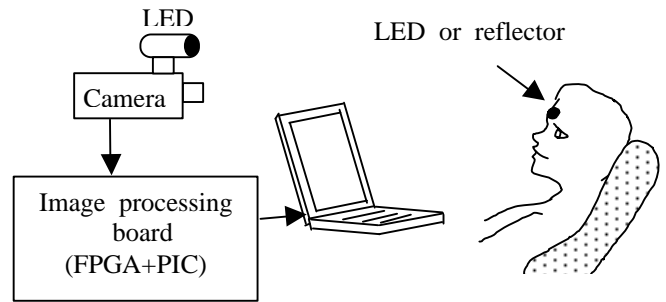 LED
LED or reflector
Camera
Image processing
board
(FPGA+PIC)